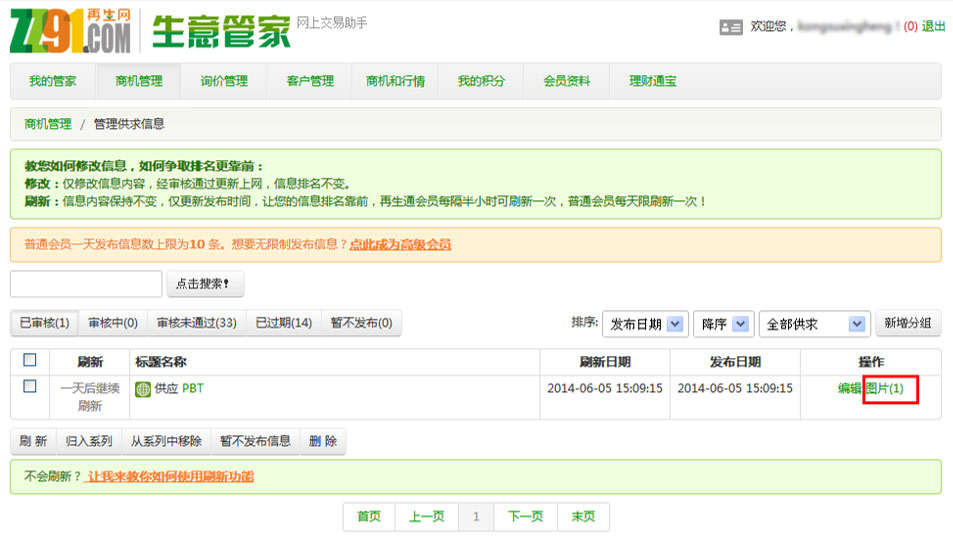 ZZ91.COM 再生网 生意管家 网上交易助手
欢迎您， ！(0) 退出
我的管家 商机管理 询价管理 客户管理 商机和行情 我的积分 会员资料 理财通宝
商机管理 / 管理供求信息
教您如何修改信息，如何争取排名更靠前：
修改：仅修改信息内容，经审核通过更新上网，信息排名不变。
刷新：信息内容保持不变，仅更新发布时间，让您的信息排名靠前，再生通会员每隔半小时可刷新一次，普通会员每天限刷新一次！
普通会员一天发布信息数上限为10 条。想要无限制发布信息？点此成为高级会员
点击搜索！
已审核(1) 审核中(0) 审核未通过(33) 已过期(14) 暂不发布(0) 排序: 发布日期 降序 全部供求 新增分组
刷新 标题名称 刷新日期 发布日期 操作
一天后继续 供应 PBT 2014-06-05 15:09:15 2014-06-05 15:09:15 编辑 图片(1)
刷新
刷 新 归入系列 从系列中移除 暂不发布信息 删 除
不会刷新？ 让我来教你如何使用刷新功能
首页 上一页 1 下一页 末页